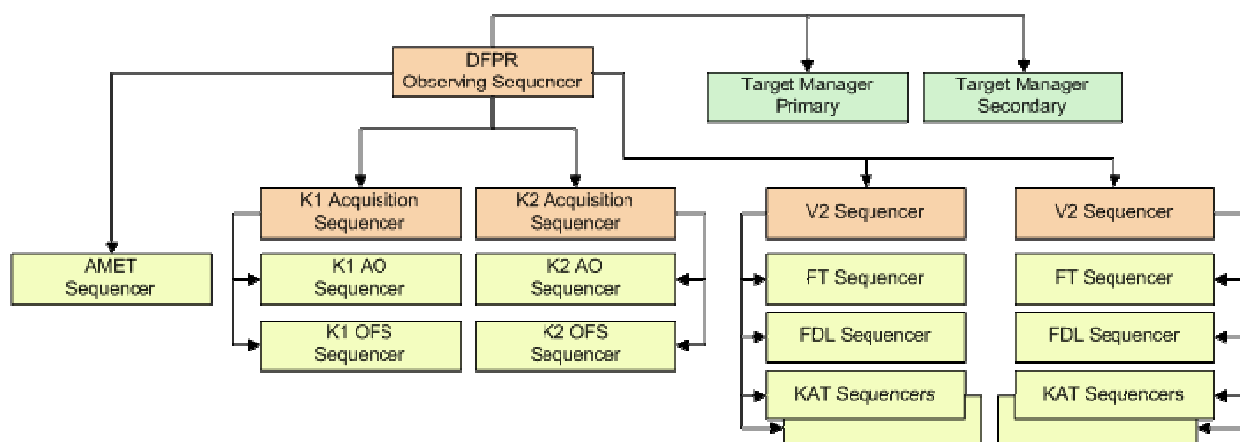 DFPR
Observing Sequencer
Target Manager
Primary
Target Manager
Secondary
K1 Acquisition
Sequencer
K2 Acquisition
Sequencer
V2 Sequencer
V2 Sequencer
AMET
Sequencer
K1 AO
Sequencer
K2 AO
Sequencer
FT Sequencer
FT Sequencer
K1 OFS
Sequencer
K2 OFS
Sequencer
FDL Sequencer
FDL Sequencer
KAT Sequencers
KAT Sequencers